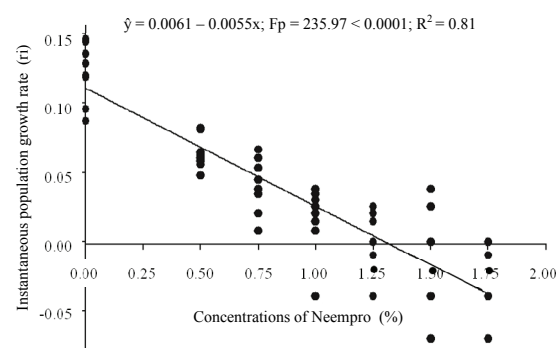 ŷ = 0.0061 – 0.0055x; Fp = 235.97 < 0.0001; R² = 0.81
Instantaneous population growth rate (ri)
0.15
0.10
0.05
0.00
-0.05
0.00 0.25 0.50 0.75 1.00 1.25 1.50 1.75 2.00
Concentrations of Neempro (%)